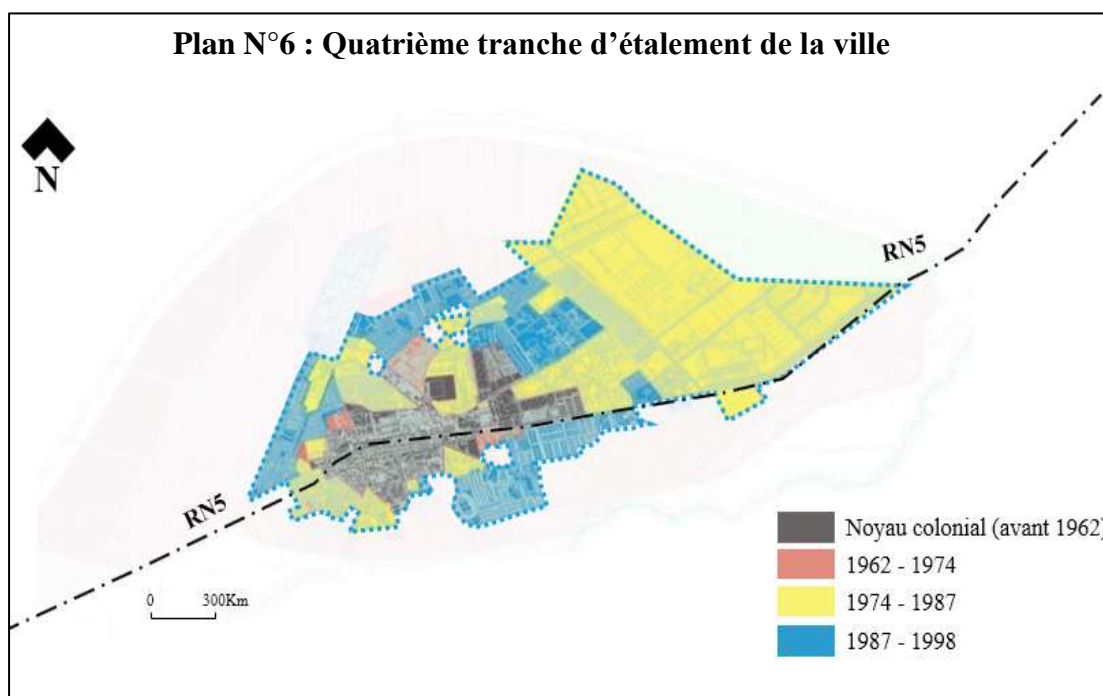 Plan N°6 : Quatrième tranche d'étalement de la ville
N
RN5
RN5
0 300Km
Noyau colonial (avant 1962)
1962 - 1974
1974 - 1987
1987 - 1998